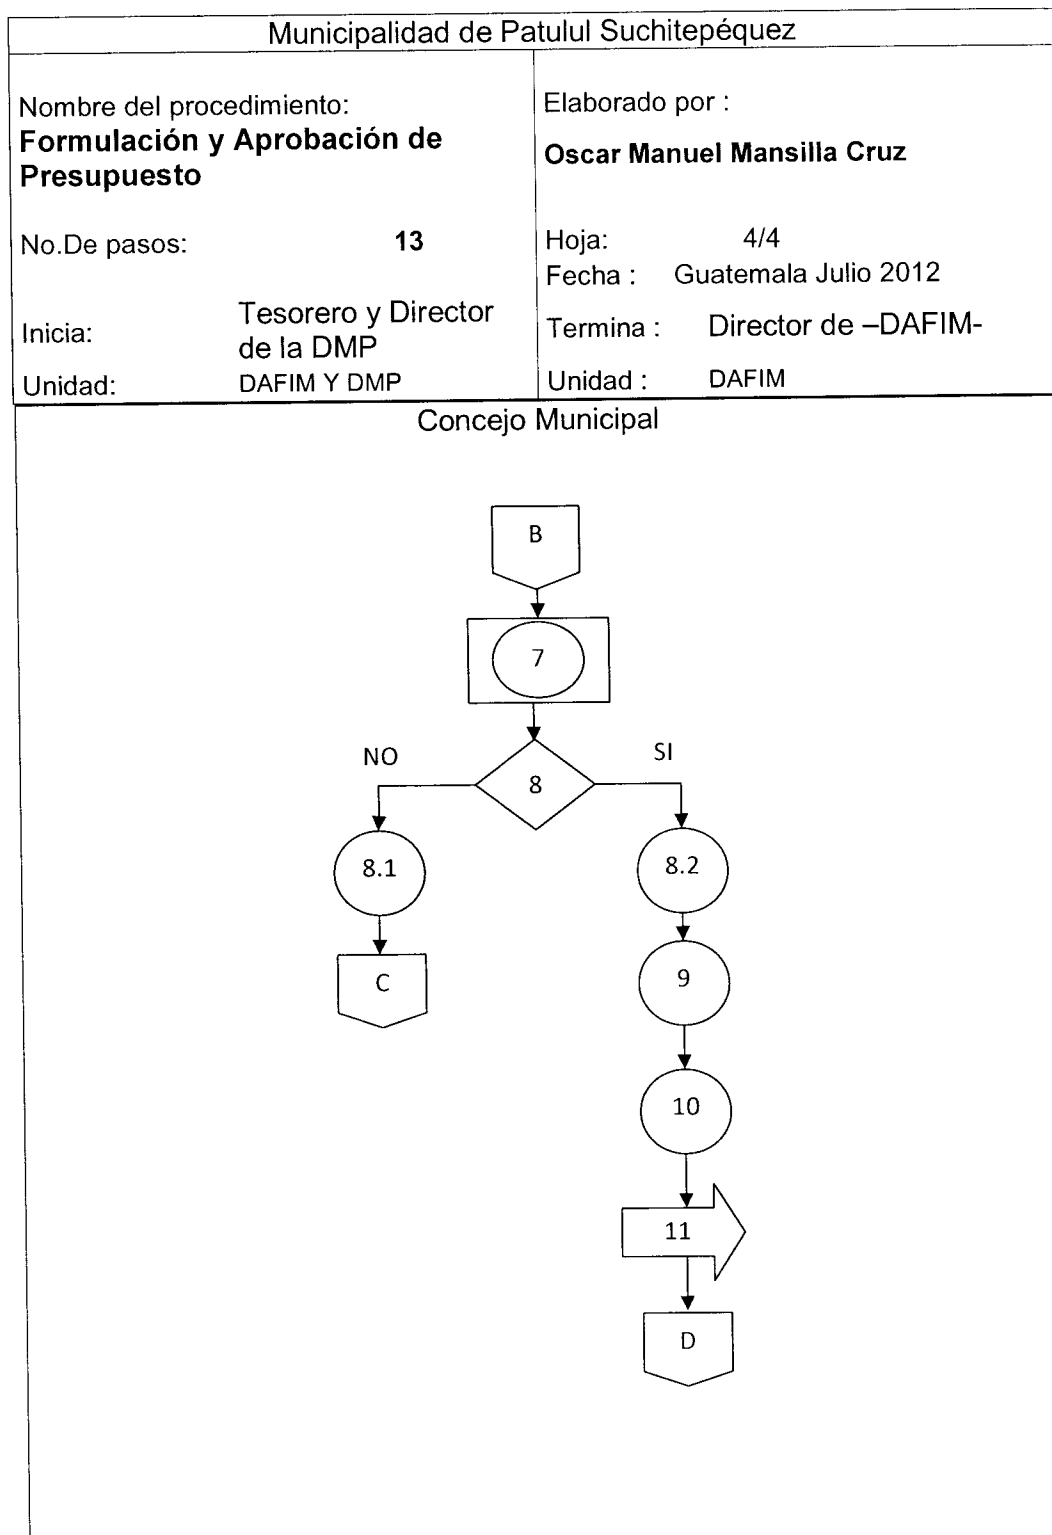 Municipalidad de Patulul Suchitepéquez
Nombre del procedimiento:
Formulación y Aprobación de
Presupuesto
No.De pasos: 13
Inicia: Tesorero y Director
de la DMP
Unidad: DAFIM Y DMP
Elaborado por :
Oscar Manuel Mansilla Cruz
Hoja: 4/4
Fecha : Guatemala Julio 2012
Termina : Director de –DAFIM-
Unidad : DAFIM
Concejo Municipal
B
7
NO
SI
8
8.1
8.2
C
9
10
11
D